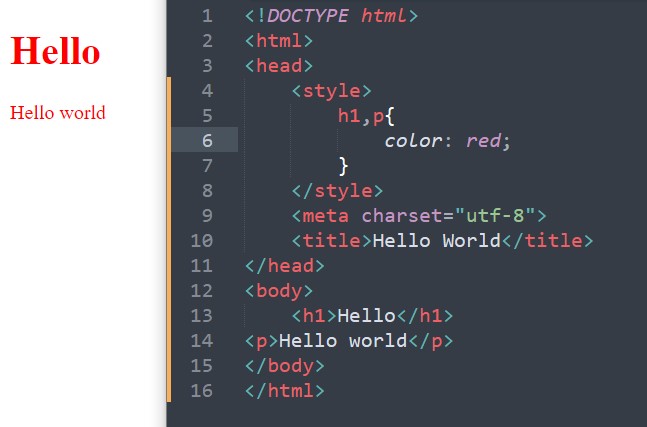 Hello
Hello world
1 <!DOCTYPE html>
2 <html>
3 <head>
4     <style>
5         h1,p{
6             color: red;
7         }
8     </style>
9     <meta charset="utf-8">
10     <title>Hello World</title>
11 </head>
12 <body>
13     <h1>Hello</h1>
14 <p>Hello world</p>
15 </body>
16 </html>